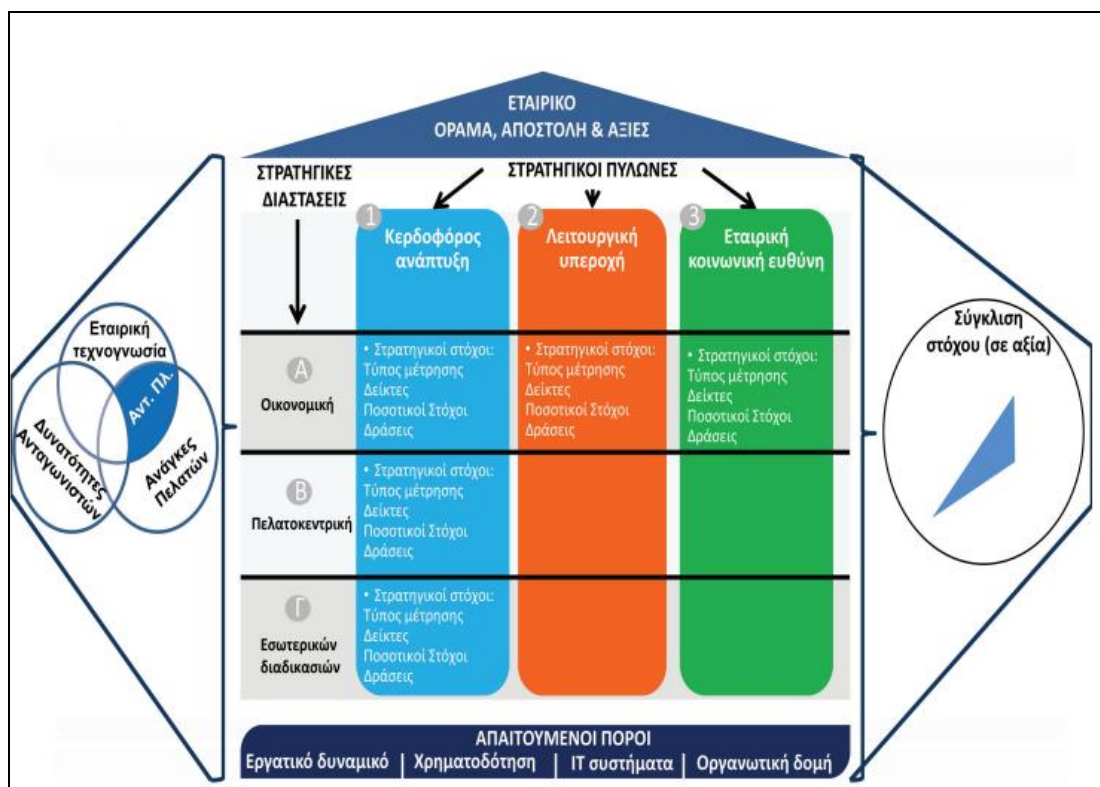 ΕΤΑΙΡΙΚΟ
ΟΡΑΜΑ, ΑΠΟΣΤΟΛΗ & ΑΞΙΕΣ
ΣΤΡΑΤΗΓΙΚΕΣ
ΔΙΑΣΤΑΣΕΙΣ
ΣΤΡΑΤΗΓΙΚΟΙ ΠΥΛΩΝΕΣ
1
Κερδοφόρος
ανάπτυξη
2
Λειτουργική
υπεροχή
3
Εταιρική
κοινωνική ευθύνη
Εταιρική
τεχνογνωσία
Αντ. Πλ.
Δυνατότητες
Ανταγωνιστών
Ανάγκες
Πελατών
Α
Οικονομική
• Στρατηγικοί στόχοι:
Τύπος μέτρησης
Δείκτες
Ποσοτικοί Στόχοι
Δράσεις
• Στρατηγικοί στόχοι:
Τύπος μέτρησης
Δείκτες
Ποσοτικοί Στόχοι
Δράσεις
• Στρατηγικοί στόχοι:
Τύπος μέτρησης
Δείκτες
Ποσοτικοί Στόχοι
Δράσεις
Β
Πελατοκεντρική
• Στρατηγικοί στόχοι:
Τύπος μέτρησης
Δείκτες
Ποσοτικοί Στόχοι
Δράσεις
Γ
Εσωτερικών
διαδικασιών
• Στρατηγικοί στόχοι:
Τύπος μέτρησης
Δείκτες
Ποσοτικοί Στόχοι
Δράσεις
Σύγκλιση
στόχου (σε αξία)
ΑΠΑΙΤΟΥΜΕΝΟΙ ΠΟΡΟΙ
Εργατικό δυναμικό | Χρηματοδότηση | IT συστήματα | Οργανωτική δομή